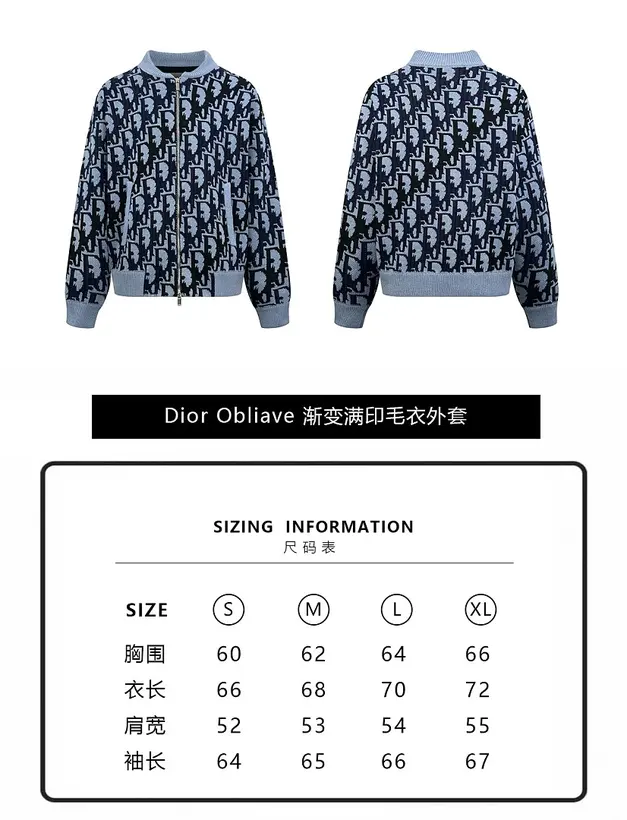 Dior Obliave 渐变满印毛衣外套
SIZING INFORMATION
尺码表
SIZE S M L XL
胸围 60 62 64 66
衣长 66 68 70 72
肩宽 52 53 54 55
袖长 64 65 66 67